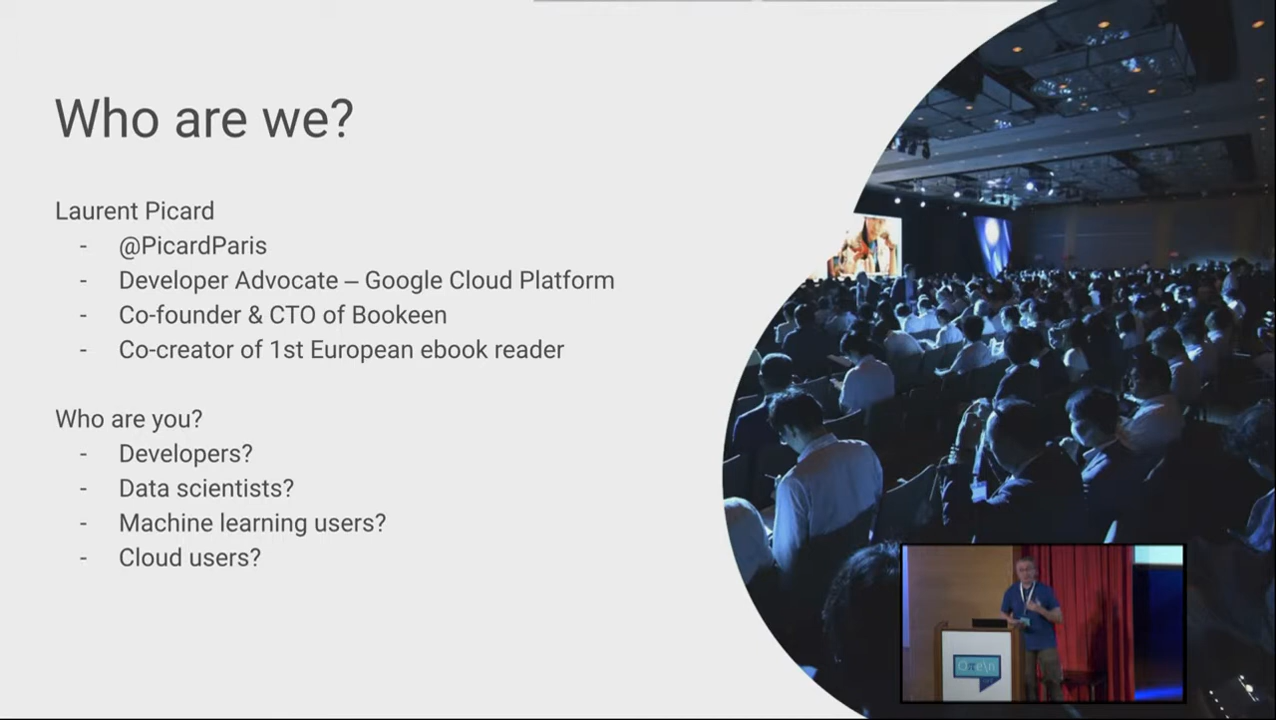 Who are we?
Laurent Picard
- @PicardParis
- Developer Advocate – Google Cloud Platform
- Co-founder & CTO of Bookeen
- Co-creator of 1st European ebook reader
Who are you?
- Developers?
- Data scientists?
- Machine learning users?
- Cloud users?